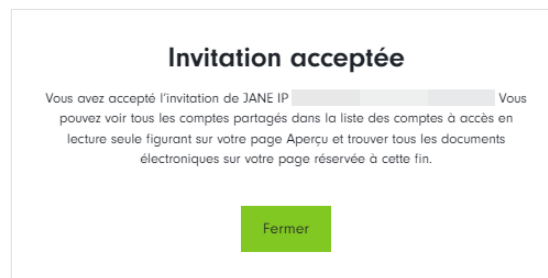 Invitation acceptée
Vous avez accepté l'invitation de JANE IP Vous
pouvez voir tous les comptes partagés dans la liste des comptes à accès en
lecture seule figurant sur votre page Aperçu et trouver tous les documents
électroniques sur votre page réservée à cette fin.
Fermer